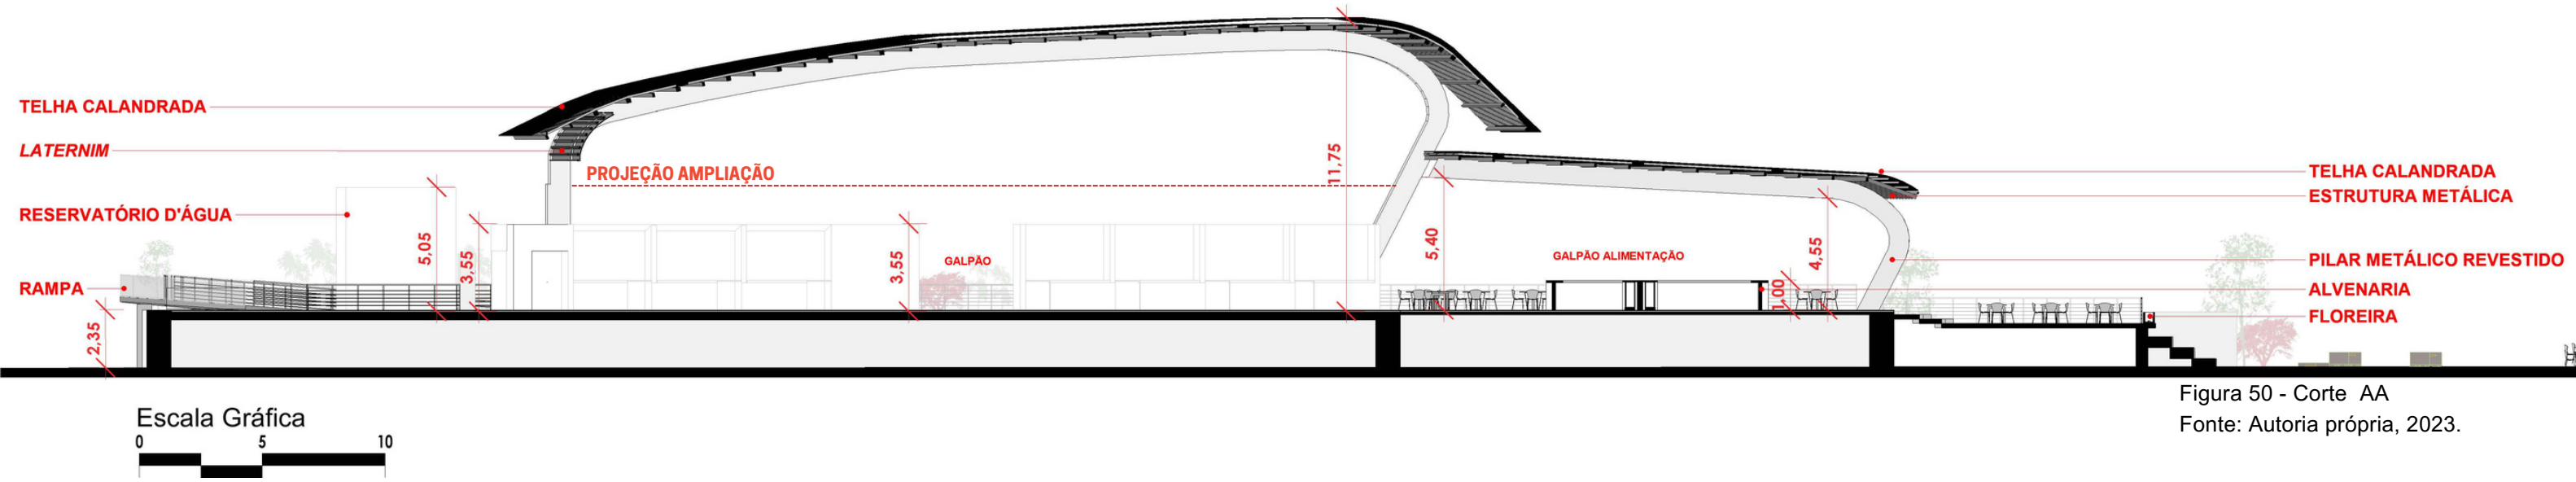 TELHA CALANDRADA
LATERNIM
PROJEÇÃO AMPLIAÇÃO
11,75
TELHA CALANDRADA
ESTRUTURA METÁLICA
RESERVATÓRIO D'ÁGUA
5,05
3,55
3,55
GALPÃO
5,40
GALPÃO ALIMENTAÇÃO
4,55
PILAR METÁLICO REVESTIDO
RAMPA
1,00
ALVENARIA
FLOREIRA
2,35
Figura 50 - Corte AA
Fonte: Autoria própria, 2023.
Escala Gráfica
0 5 10